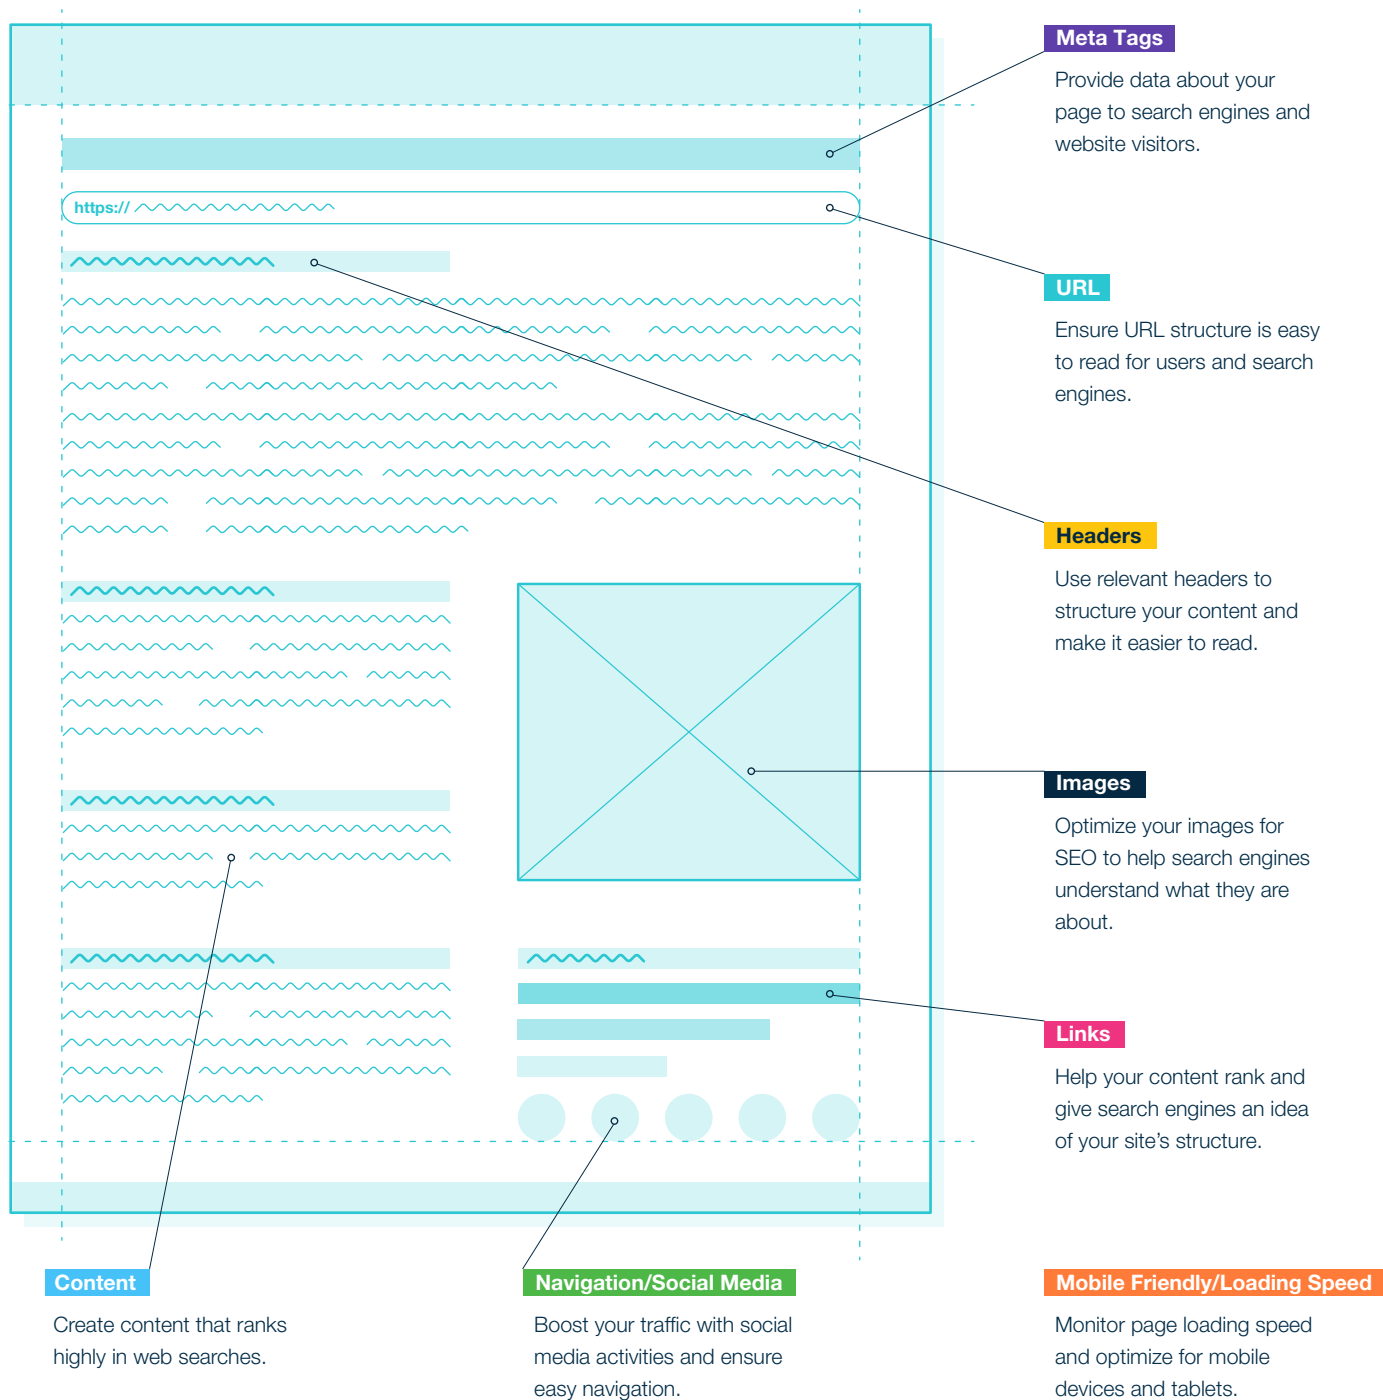 Meta Tags
Provide data about your
page to search engines and
website visitors.
https://
URL
Ensure URL structure is easy
to read for users and search
engines.
Headers
Use relevant headers to
structure your content and
make it easier to read.
Images
Optimize your images for
SEO to help search engines
understand what they are
about.
Links
Help your content rank and
give search engines an idea
of your site’s structure.
Content
Create content that ranks
highly in web searches.
Navigation/Social Media
Boost your traffic with social
media activities and ensure
easy navigation.
Mobile Friendly/Loading Speed
Monitor page loading speed
and optimize for mobile
devices and tablets.